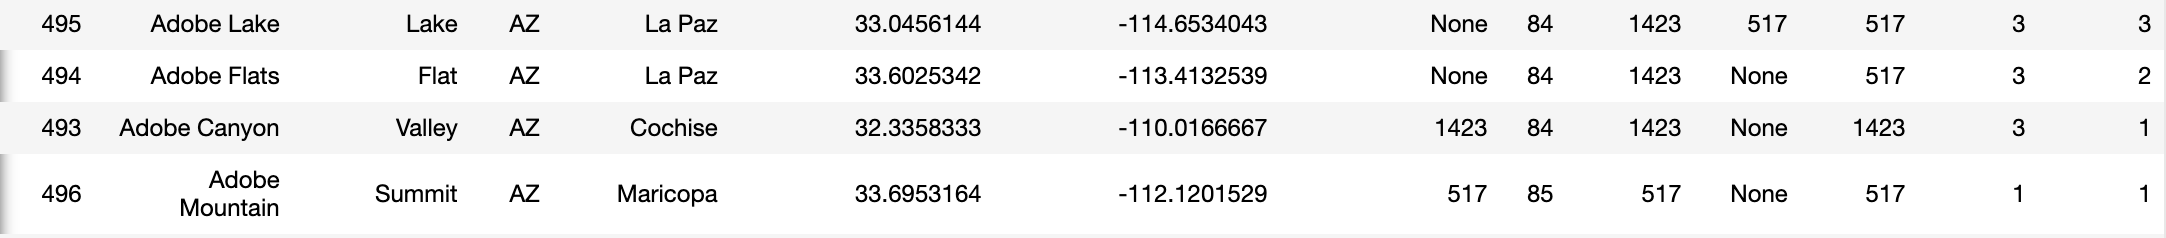 495 Adobe Lake Lake AZ La Paz 33.0456144 -114.6534043 None 84 1423 517 517 3 3
494 Adobe Flats Flat AZ La Paz 33.6025342 -113.4132539 None 84 1423 None 517 3 2
493 Adobe Canyon Valley AZ Cochise 32.3358333 -110.0166667 1423 84 1423 None 1423 3 1
496 Adobe Mountain Summit AZ Maricopa 33.6953164 -112.1201529 517 85 517 None 517 1 1